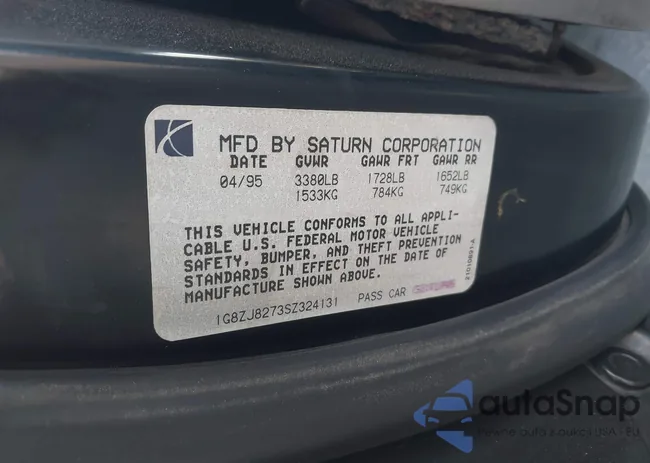 MFD BY SATURN CORPORATION
DATE GVWR GAWR FRT GAWR RR
04/95 3380LB 1728LB 1652LB
1533KG 784KG 749KG
THIS VEHICLE CONFORMS TO ALL APPLI-
CABLE U.S. FEDERAL MOTOR VEHICLE
SAFETY, BUMPER, AND THEFT PREVENTION
STANDARDS IN EFFECT ON THE DATE OF
MANUFACTURE SHOWN ABOVE.
1G8ZJ8273SZ324131 PASS CAR
21010891-A
autoSnap